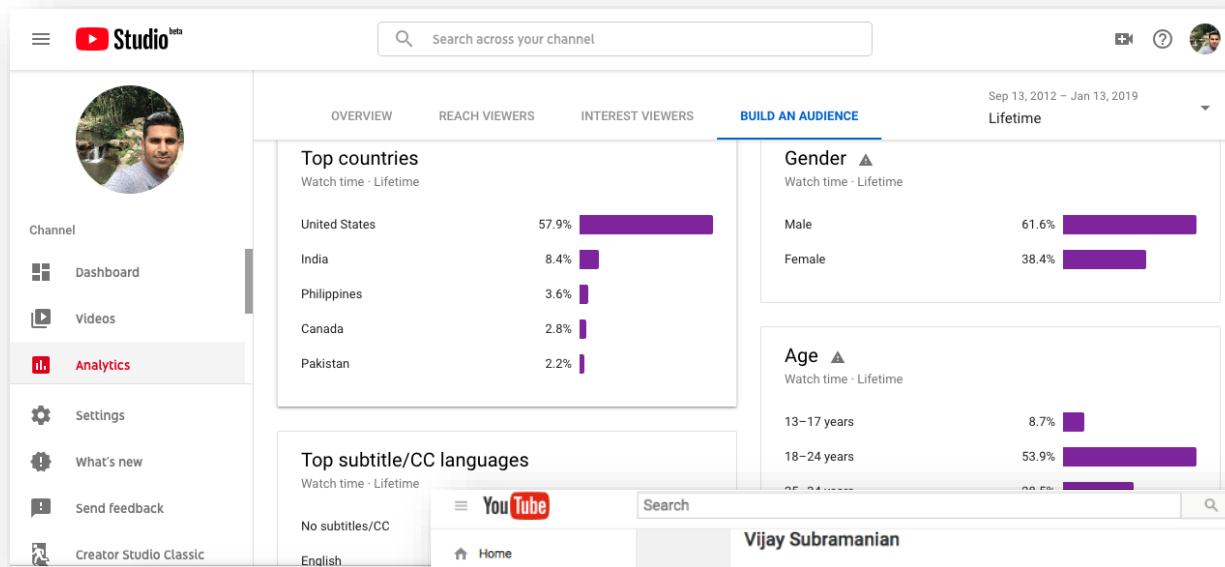 Studio beta
Search across your channel
OVERVIEW REACH VIEWERS INTEREST VIEWERS BUILD AN AUDIENCE
Sep 13, 2012 – Jan 13, 2019
Lifetime
Channel
Dashboard
Videos
Analytics
Settings
What's new
Send feedback
Creator Studio Classic
Top countries
Watch time · Lifetime
United States 57.9%
India 8.4%
Philippines 3.6%
Canada 2.8%
Pakistan 2.2%
Top subtitle/CC languages
Watch time · Lifetime
No subtitles/CC
English
Gender
Watch time · Lifetime
Male 61.6%
Female 38.4%
Age
Watch time · Lifetime
13–17 years 8.7%
18–24 years 53.9%
YouTube
Search
Home
Vijay Subramanian